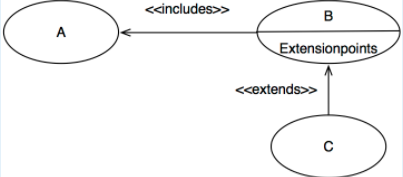 <<includes>>
A
B
Extensionpoints
<<extends>>
C